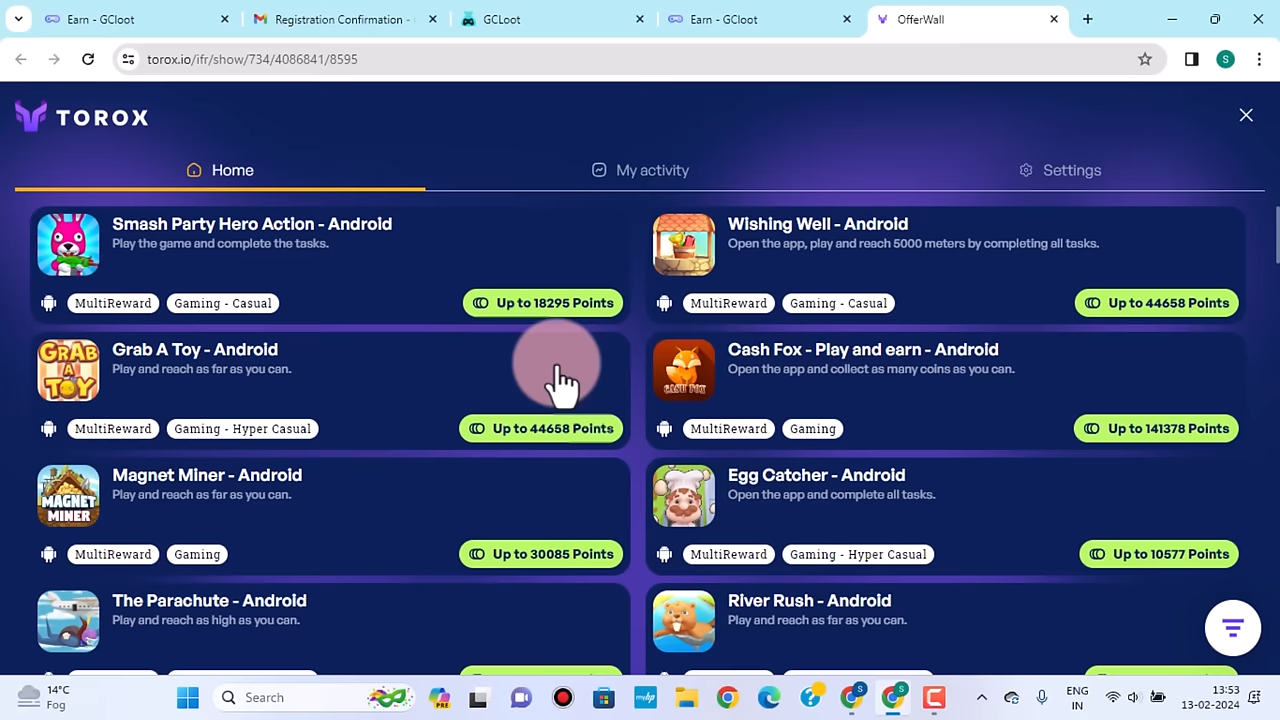 Earn - GCloot
Registration Confirmation -
GCLoot
Earn - GCloot
OfferWall
torox.io/ifr/show/734/4086841/8595
S
TOROX
Home
My activity
Settings
Smash Party Hero Action - Android
Play the game and complete the tasks.
MultiReward
Gaming - Casual
Up to 18295 Points
Wishing Well - Android
Open the app, play and reach 5000 meters by completing all tasks.
MultiReward
Gaming - Casual
Up to 44658 Points
GRAB A TOY
Grab A Toy - Android
Play and reach as far as you can.
MultiReward
Gaming - Hyper Casual
Up to 44658 Points
CASH FOX
Cash Fox - Play and earn - Android
Open the app and collect as many coins as you can.
MultiReward
Gaming
Up to 141378 Points
MAGNET MINER
Magnet Miner - Android
Play and reach as far as you can.
MultiReward
Gaming
Up to 30085 Points
Egg Catcher - Android
Open the app and complete all tasks.
MultiReward
Gaming - Hyper Casual
Up to 10577 Points
The Parachute - Android
Play and reach as high as you can.
River Rush - Android
Play and reach as far as you can.
14°C
Fog
Search
PRE
myhp
S
S
ENG
IN
13:53
13-02-2024